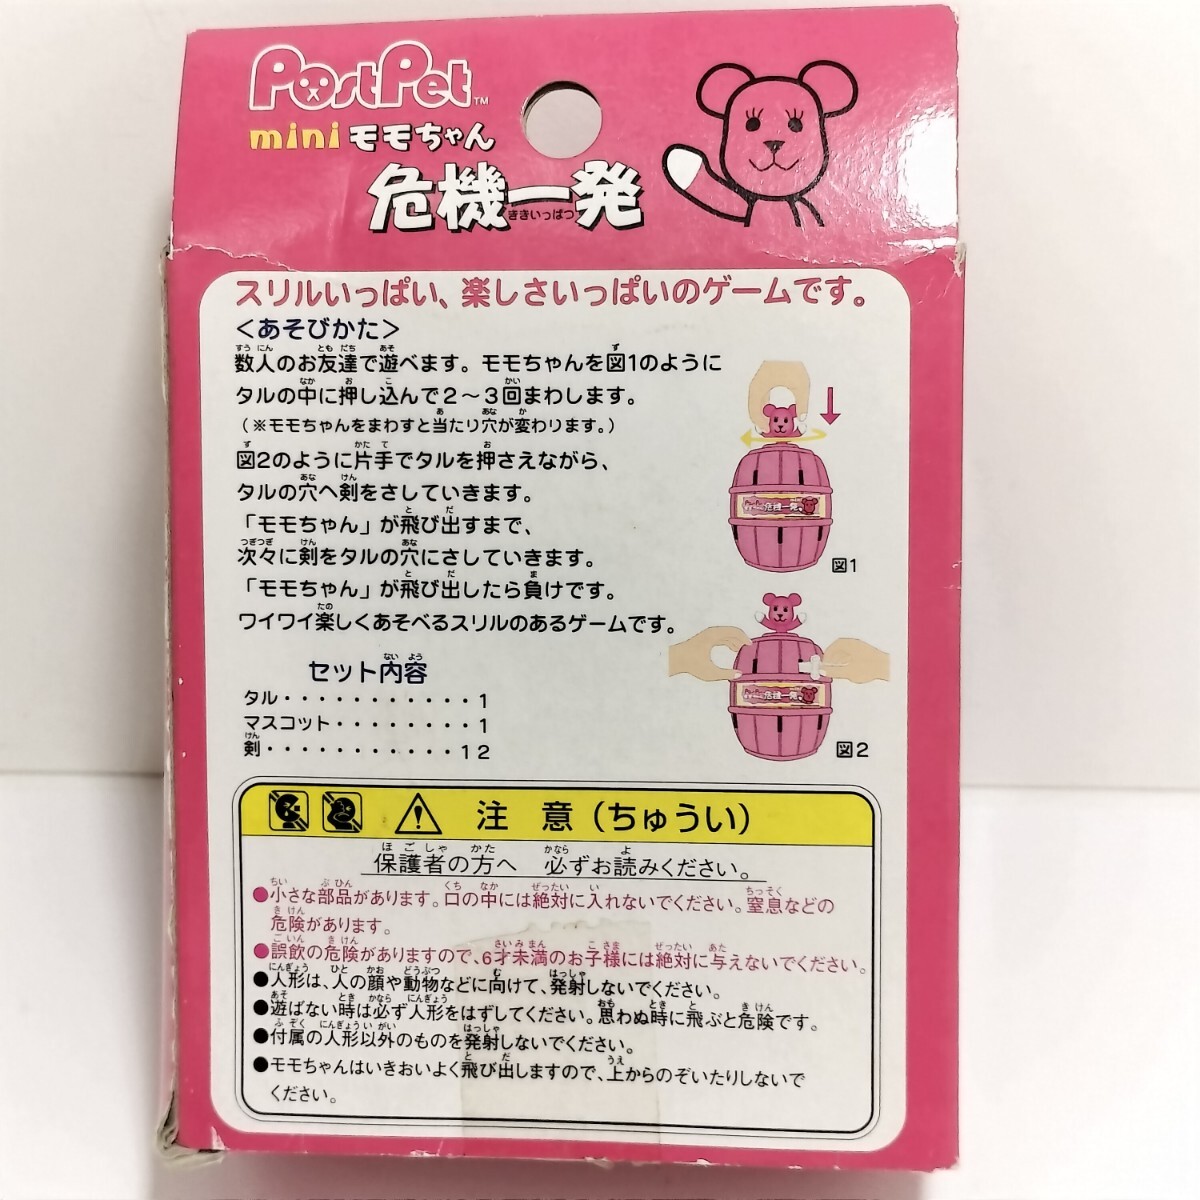 PostPet™
mini モモちゃん
危機一発
ききいっぱつ
スリルいっぱい、楽しさいっぱいのゲームです。
＜あそびかた＞
数人のお友達で遊べます。モモちゃんを図1のように
タルの中に押し込んで2～3回まわします。
（※モモちゃんをまわすと当たり穴が変わります。）
図2のように片手でタルを押さえながら、
タルの穴へ剣をさしていきます。
「モモちゃん」が飛び出すまで、
次々に剣をタルの穴にさしていきます。
「モモちゃん」が飛び出したら負けです。
ワイワイ楽しくあそべるスリルのあるゲームです。
危機一発
図1
危機一発
図2
セット内容
タル・・・・・・・・・・1
マスコット・・・・・・・・1
剣・・・・・・・・・・・12
注意（ちゅうい）
保護者の方へ 必ずお読みください。
●小さな部品があります。口の中には絶対に入れないでください。窒息などの
危険があります。
●誤飲の危険がありますので、6才未満のお子様には絶対に与えないでください。
●人形は、人の顔や動物などに向けて、発射しないでください。
●遊ばない時は必ず人形をはずしてください。思わぬ時に飛ぶと危険です。
●付属の人形以外のものを発射しないでください。
●モモちゃんはいきおいよく飛び出しますので、上からのぞいたりしないで
ください。